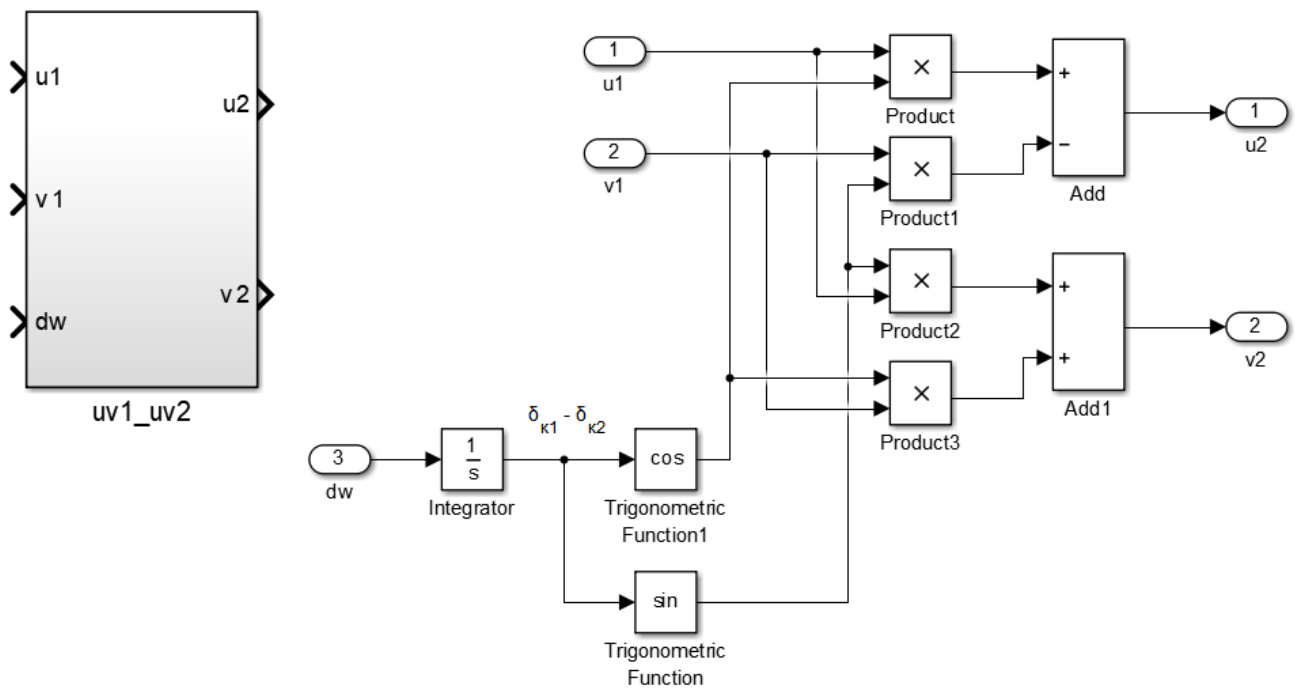 u1
v1
dw
u2
v2
uv1_uv2
1
u1
2
v1
3
dw
1
s
Integrator
δκ1 - δκ2
cos
Trigonometric
Function1
sin
Trigonometric
Function
×
Product
×
Product1
×
Product2
×
Product3
+
−
Add
+
+
Add1
1
u2
2
v2